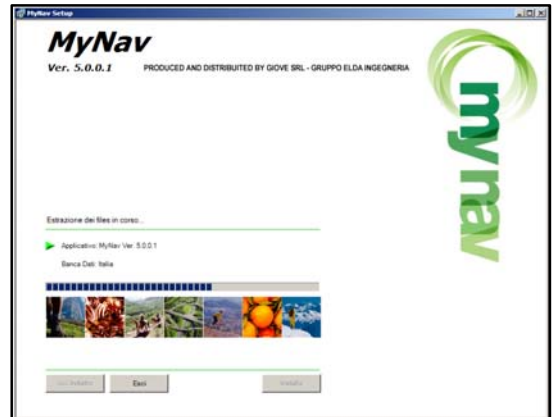 MyNav Setup
MyNav
Ver. 5.0.0.1 PRODUCED AND DISTRIBUITED BY GIOVE SRL - GRUPPO ELDA INGEGNERIA
mynav
Estrazione dei files in corso...
Applicativo: MyNav Ver. 5.0.0.1
Banca Dati: Italia
<< Indietro Esci Installa